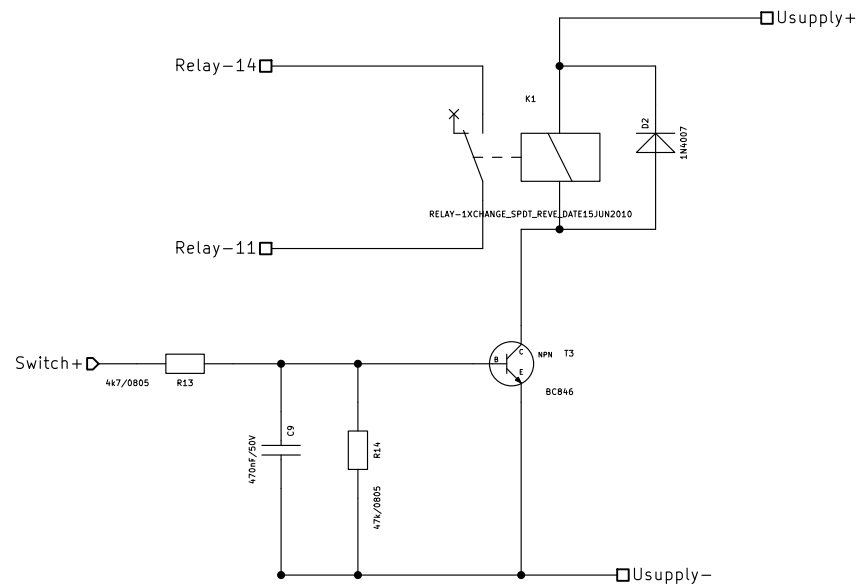 Usupply+
Relay-14
K1
D2
1N4007
RELAY-1XCHANGE_SPDT_REVE_DATE15JUN2010
Relay-11
Switch+
4k7/0805
R13
B
C
E
NPN
T3
BC846
C9
470nF/50V
R14
47k/0805
Usupply-